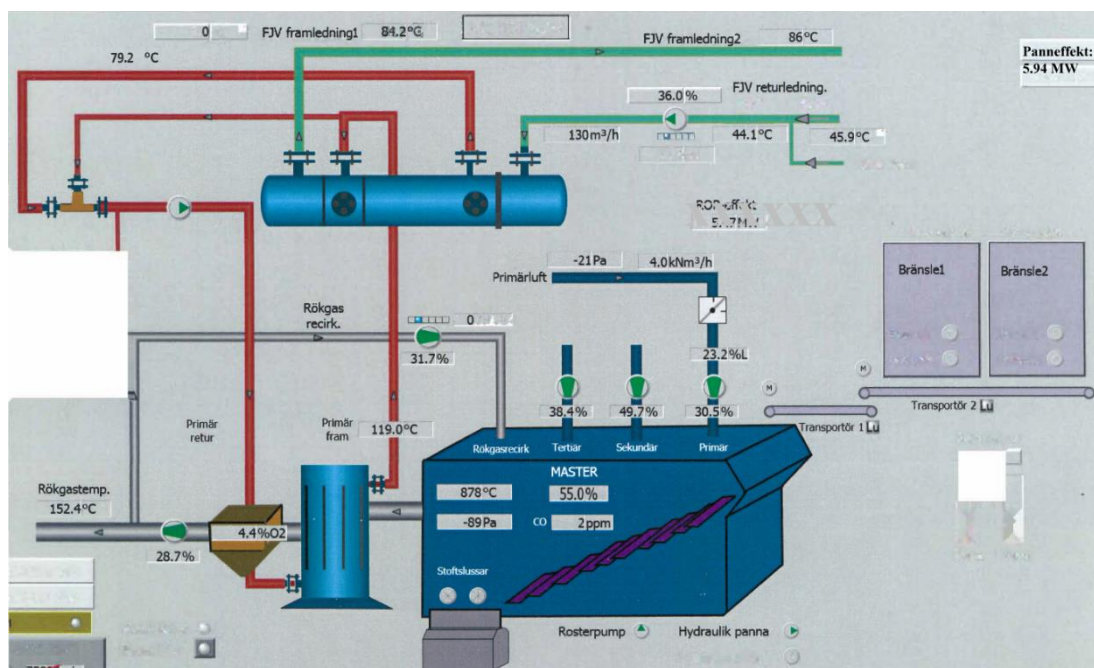 0 FJV framledning1 84.2°C
FJV framledning2 86°C
Panneffekt:
5.94 MW
79.2 °C
36.0 % FJV returledning.
130m³/h 44.1°C 45.9°C
-21Pa 4.0kNm³/h
Primärluft
Bränsle1 Bränsle2
Rökgas
recirk.
0
31.7%
23.2%L
M
M
38.4% 49.7% 30.5%
Transportör 2 Lu
Transportör 1 Lu
Primär
retur
Primär
fram
119.0°C
Rökgasrecirk Tertiär Sekundär Primär
MASTER
Rökgastemp.
152.4°C
878°C 55.0%
-89Pa CO 2ppm
4.4%O2
28.7%
Stoftslussar
Rosterpump Hydraulik panna